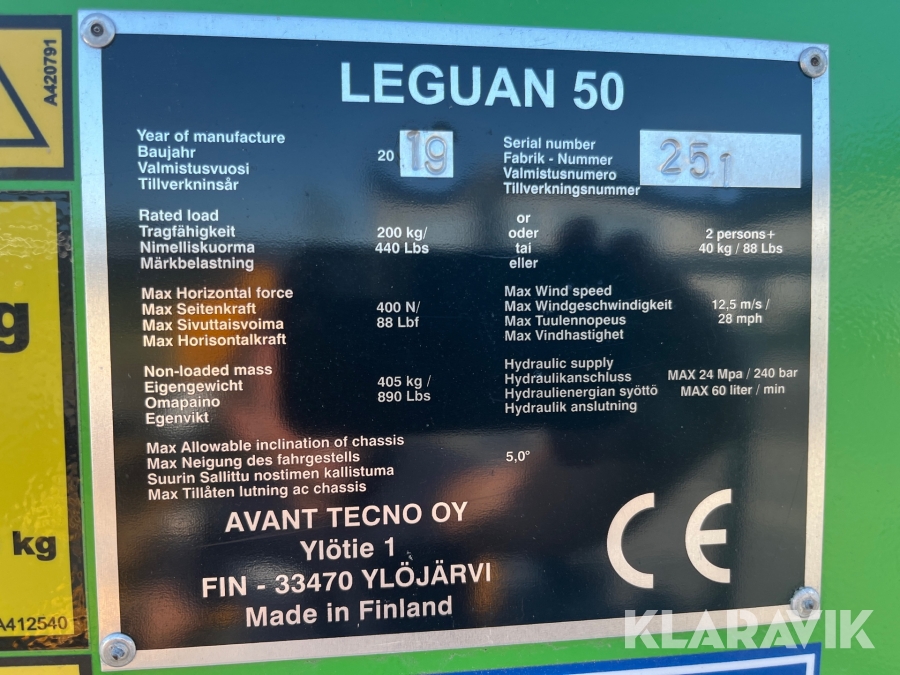 A420791
g
kg
A412540
LEGUAN 50
Year of manufacture
Baujahr
Valmistusvuosi
Tillverkninsår
20 19
Serial number
Fabrik - Nummer
Valmistusnumero
Tillverkningsnummer
251
Rated load
Tragfähigkeit
Nimelliskuorma
Märkbelastning
200 kg/
440 Lbs
or
oder
tai
eller
2 persons+
40 kg / 88 Lbs
Max Horizontal force
Max Seitenkraft
Max Sivuttaisvoima
Max Horisontalkraft
400 N/
88 Lbf
Max Wind speed
Max Windgeschwindigkeit
Max Tuulennopeus
Max Vindhastighet
12,5 m/s /
28 mph
Non-loaded mass
Eigengewicht
Omapaino
Egenvikt
405 kg /
890 Lbs
Hydraulic supply
Hydraulikanschluss
Hydraulienergian syöttö
Hydraulik anslutning
MAX 24 Mpa / 240 bar
MAX 60 liter / min
Max Allowable inclination of chassis
Max Neigung des fahrgestells
Suurin Sallittu nostimen kallistuma
Max Tillåten lutning ac chassis
5,0°
AVANT TECNO OY
Ylötie 1
FIN - 33470 YLÖJÄRVI
Made in Finland
CE
KLARAVIK